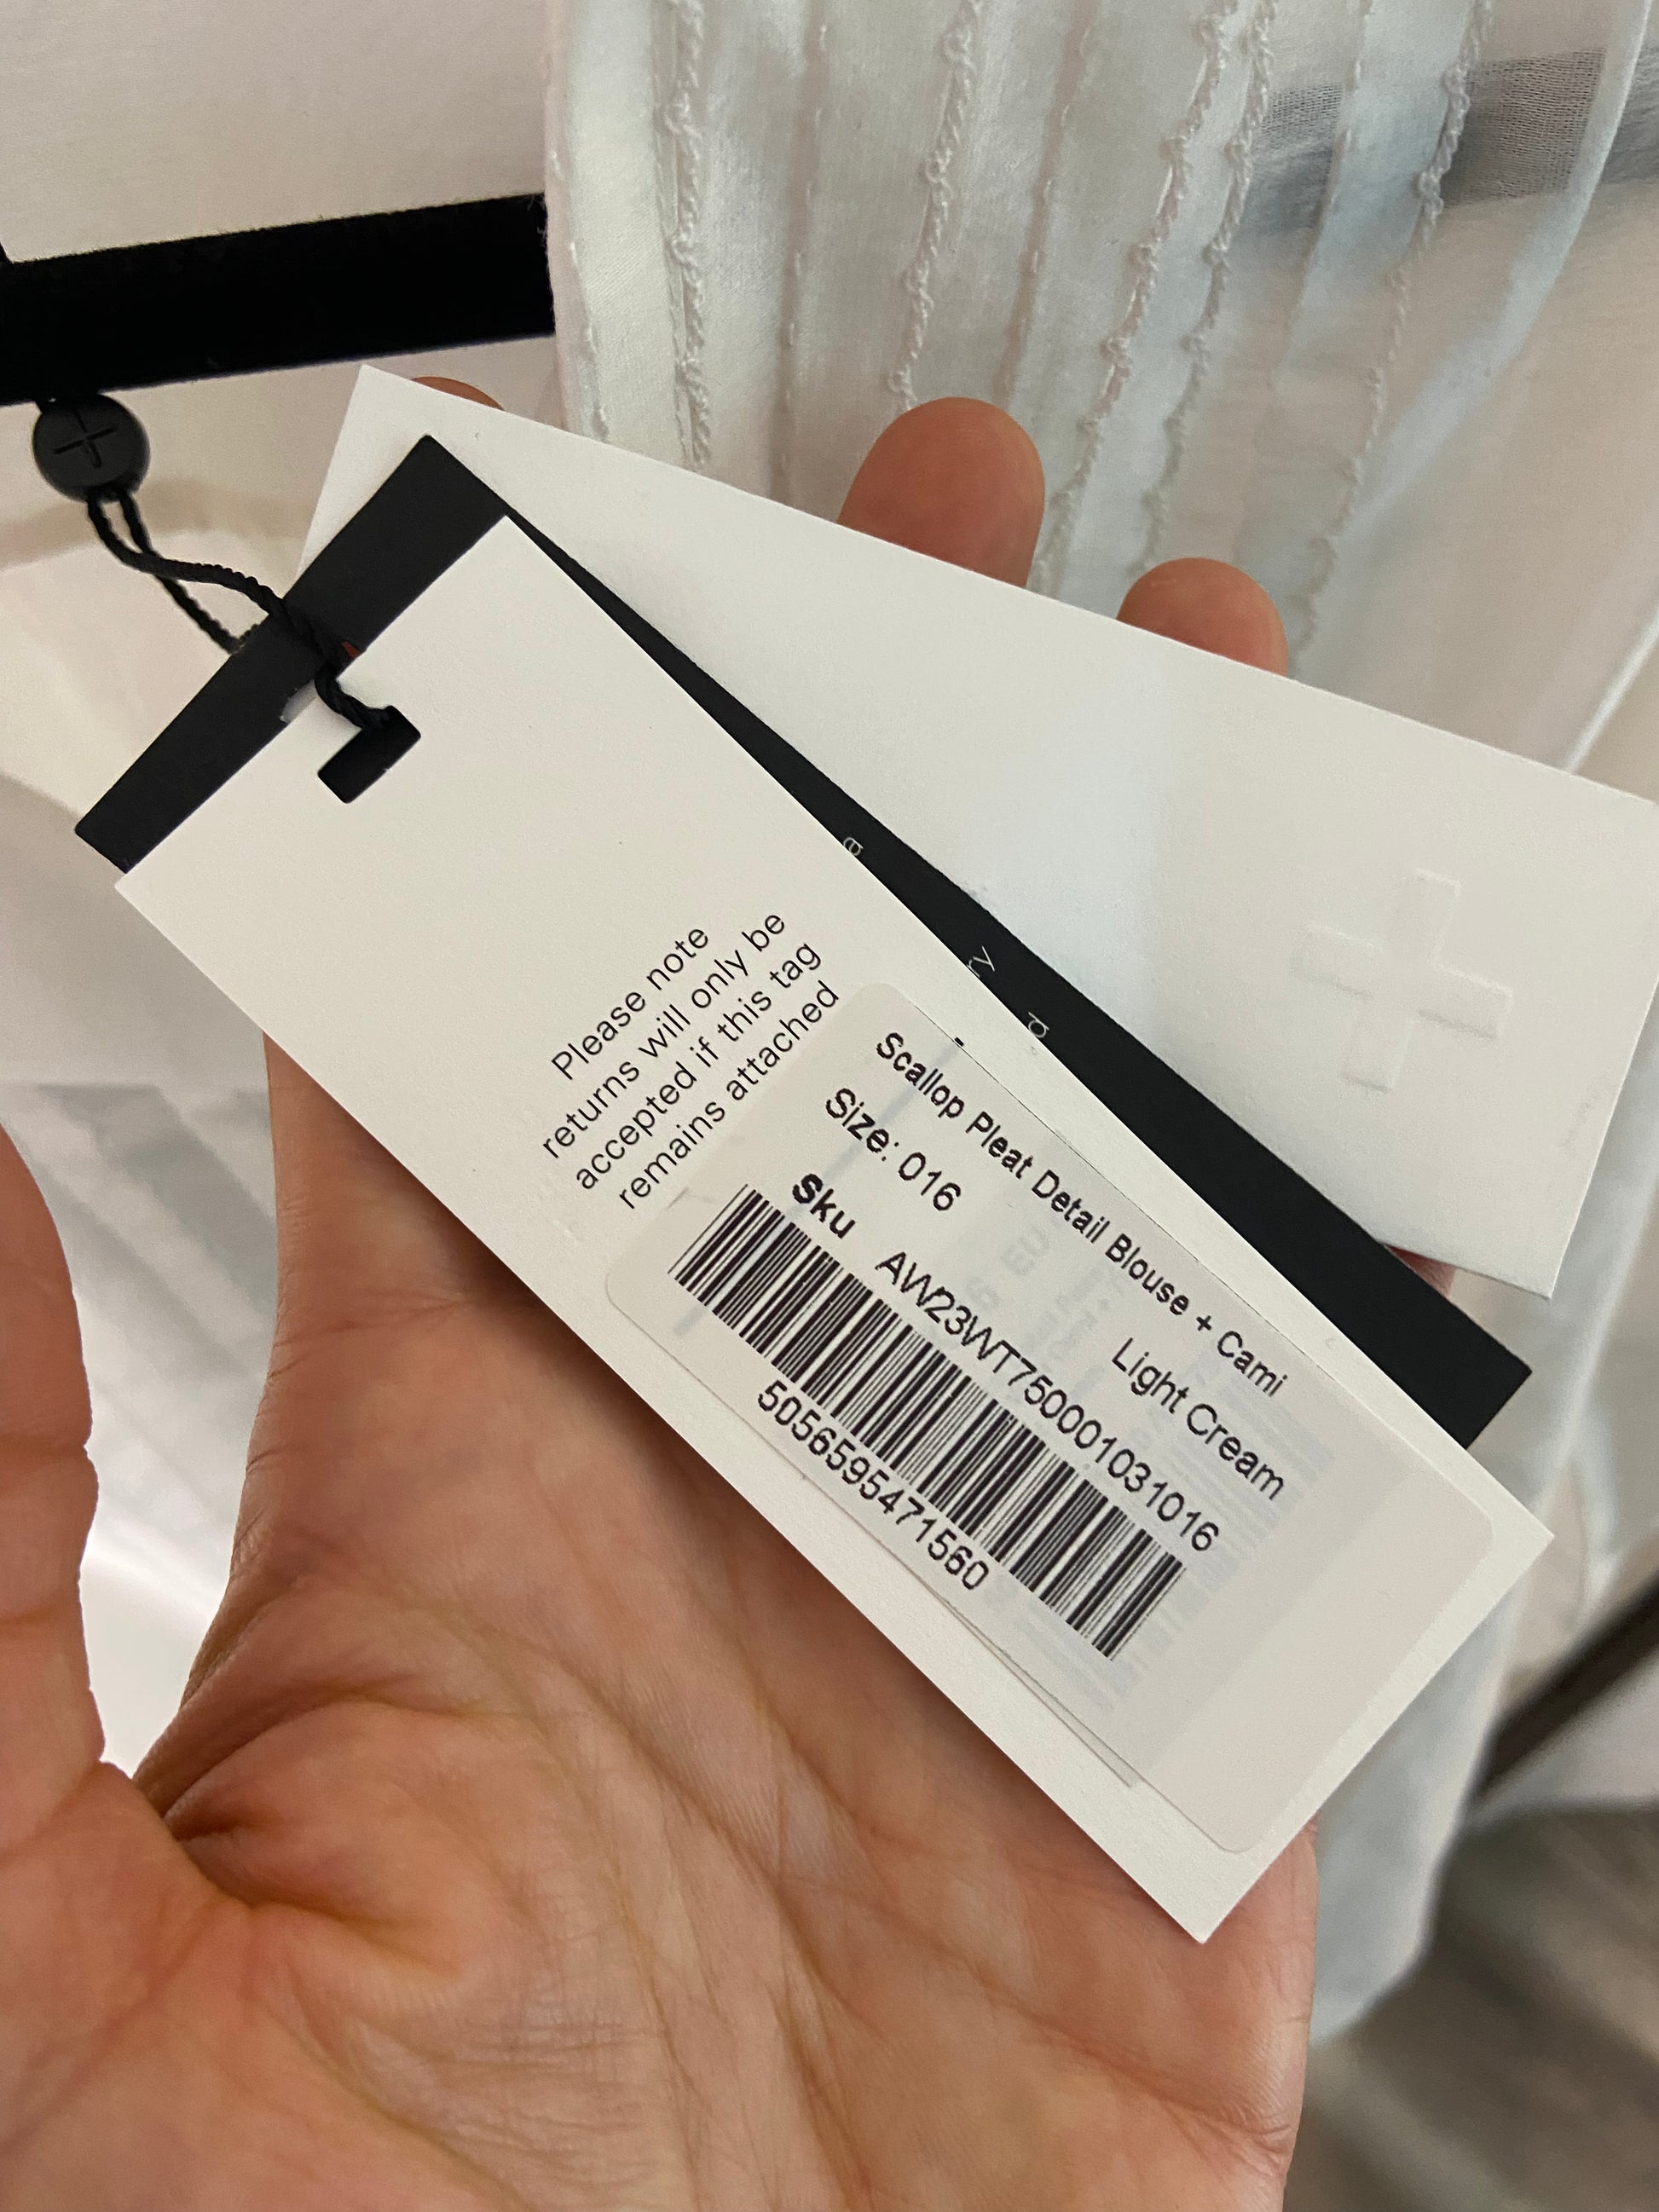 Please note
returns will only be
accepted if this tag
remains attached
Scallop Pleat Detail Blouse + Cami
Size: 016
Light Cream
Sku AW23WT750001031016
5056595471560